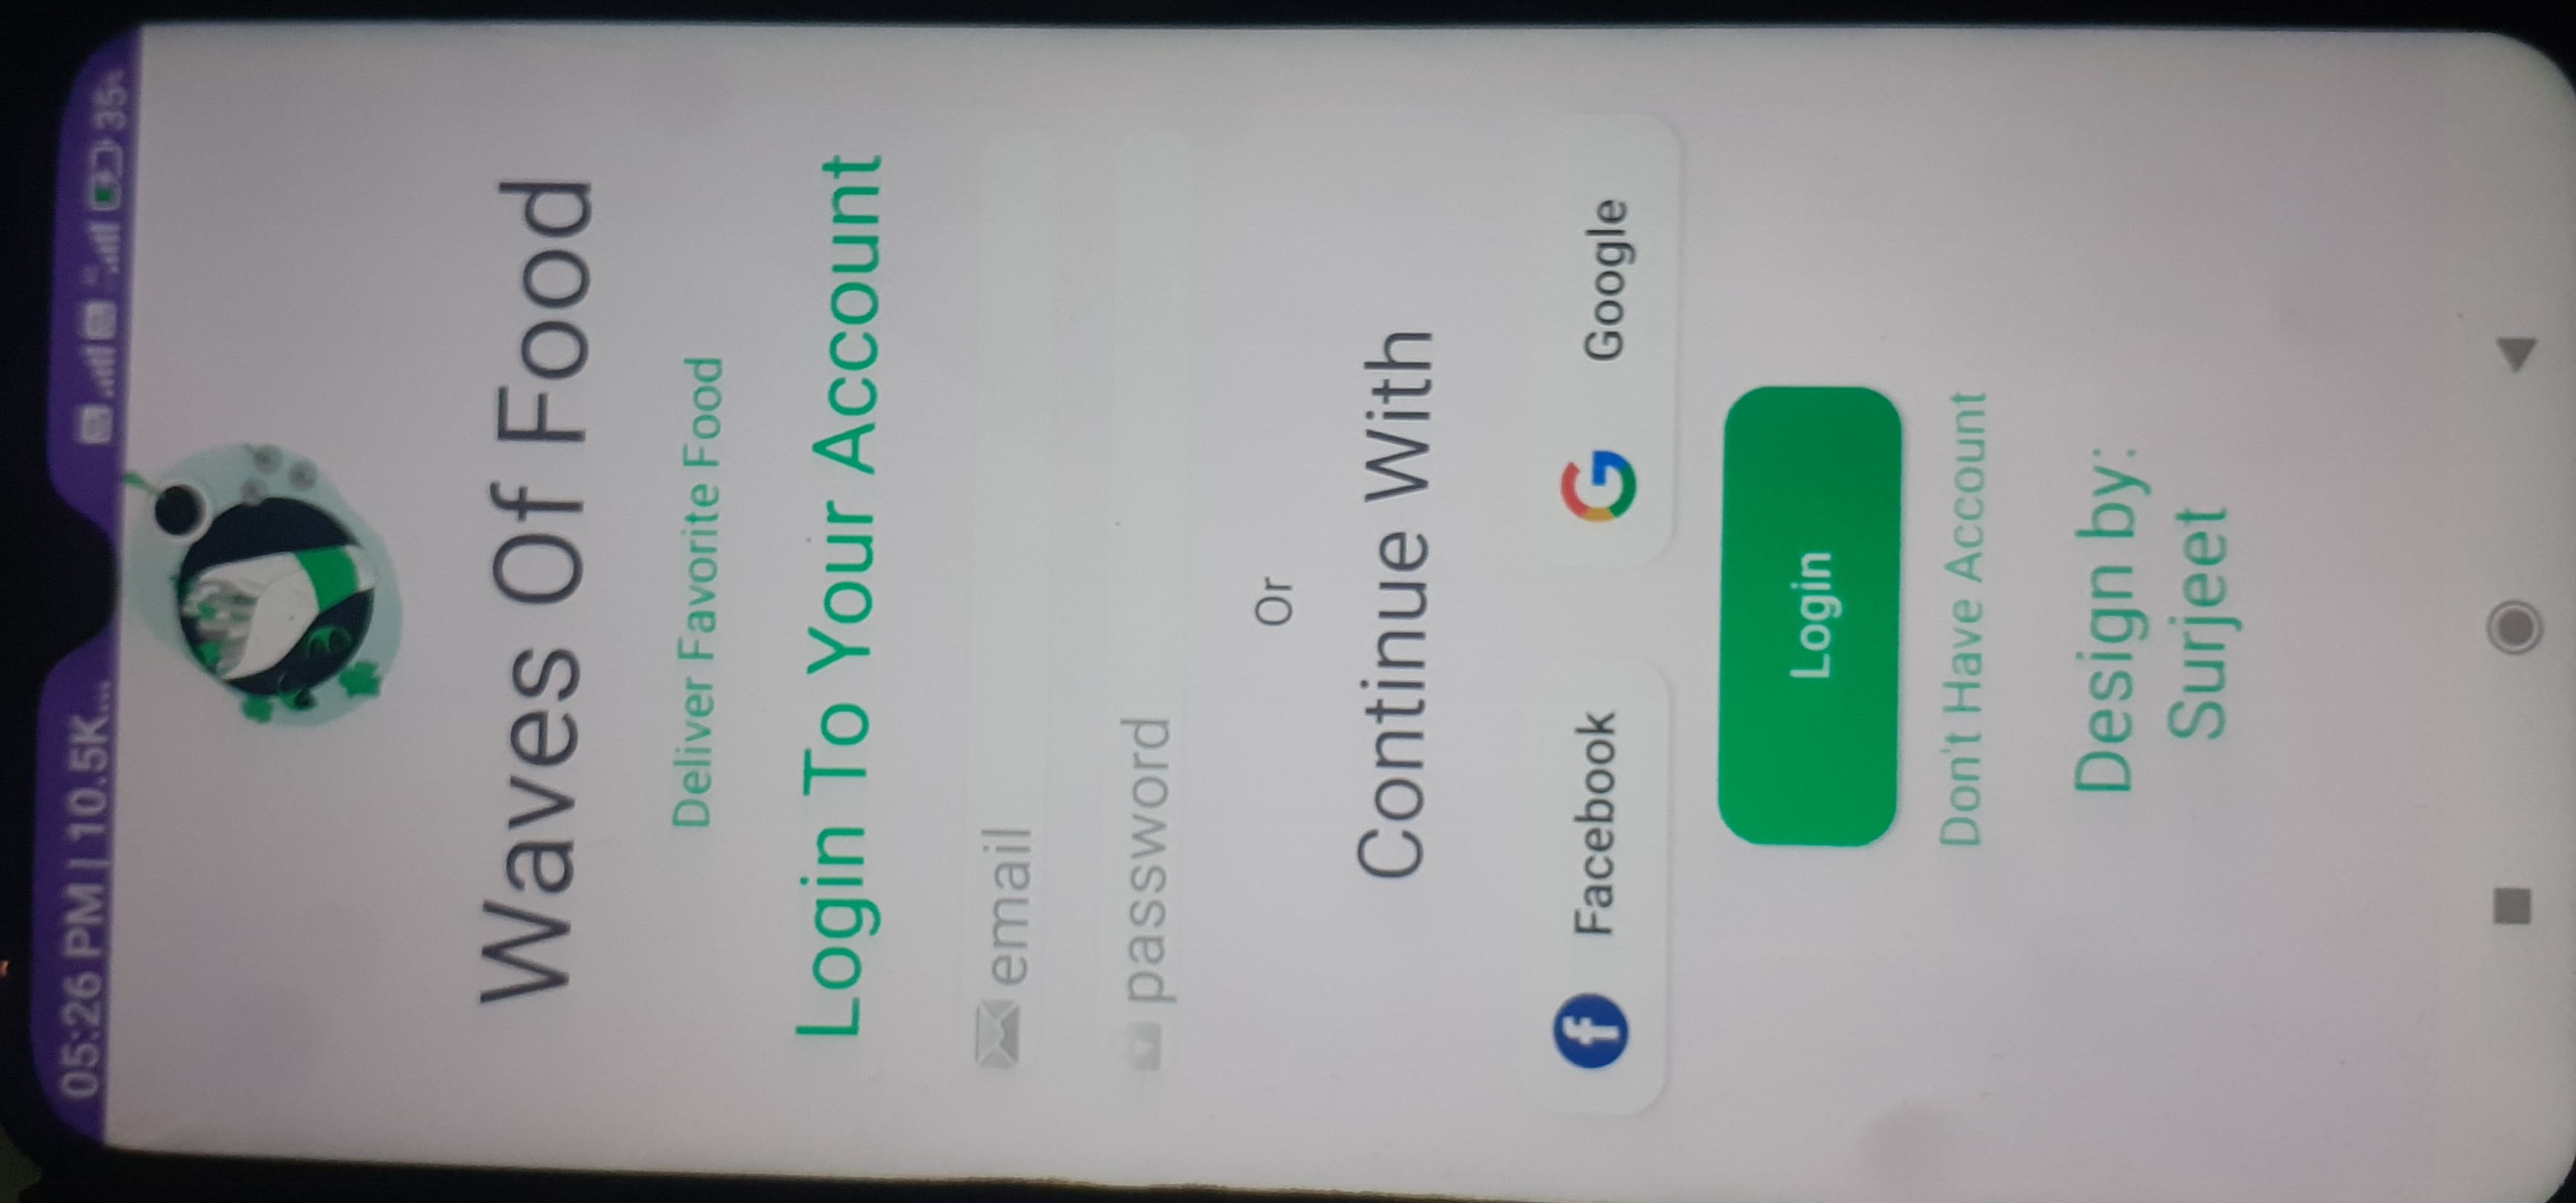 05:26 PM | 10.5K...
35
Waves Of Food
Deliver Favorite Food
Login To Your Account
email
password
Or
Continue With
Facebook
Google
Login
Don't Have Account
Design by:
Surjeet